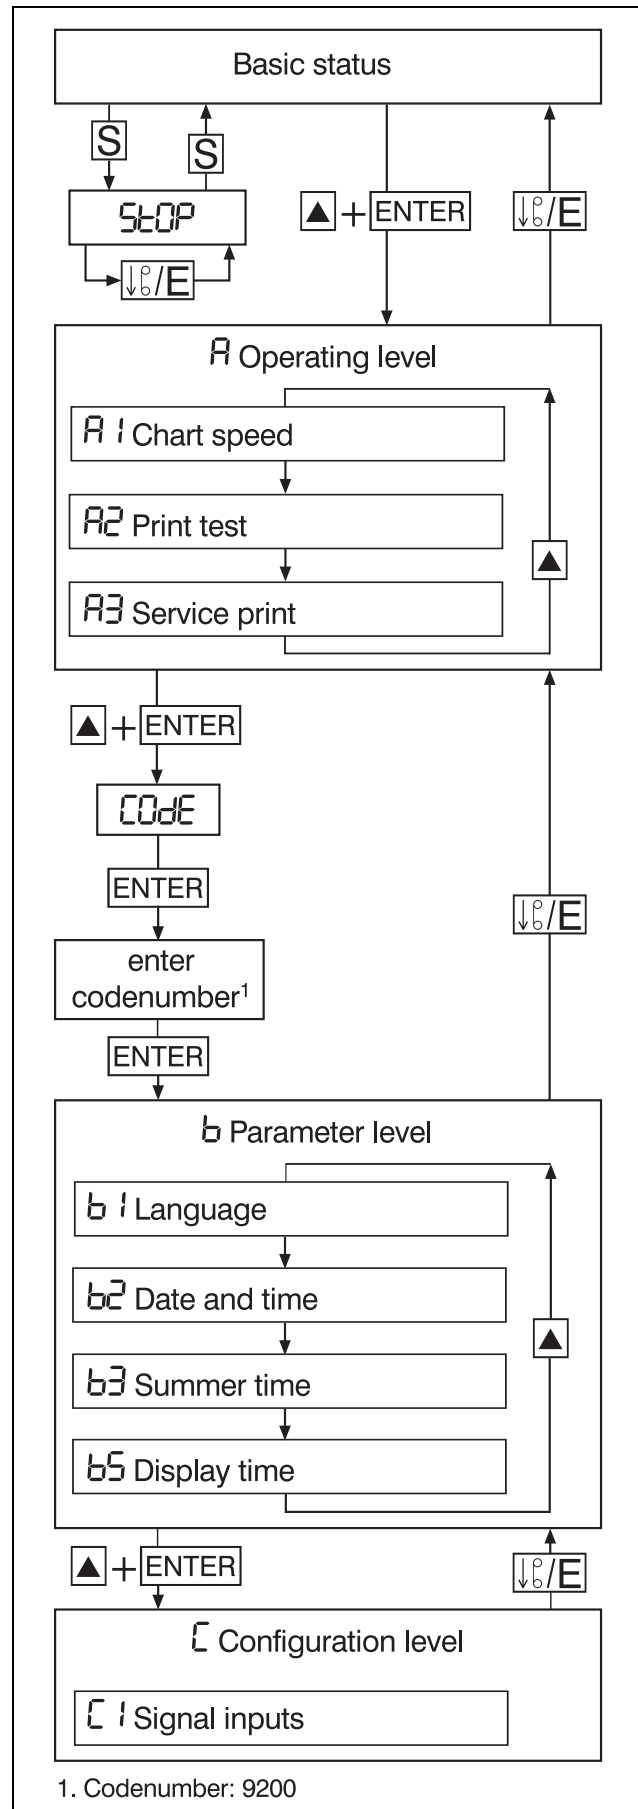 Basic status
S
S
StOP
▲ + ENTER
↓/E
↓/E
A Operating level
A1 Chart speed
A2 Print test
▲
A3 Service print
▲ + ENTER
COdE
ENTER
↓/E
enter
codenumber¹
ENTER
b Parameter level
b1 Language
b2 Date and time
▲
b3 Summer time
b5 Display time
▲ + ENTER
↓/E
C Configuration level
C1 Signal inputs
1. Codenumber: 9200